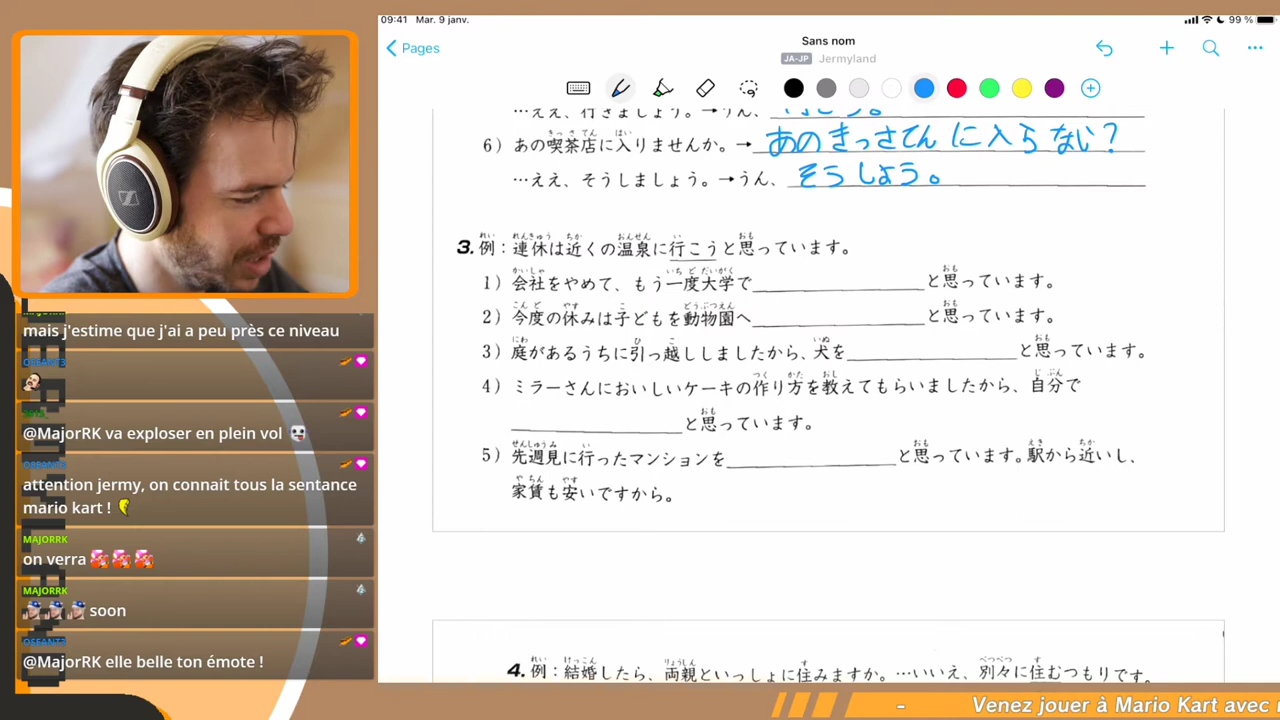 09:41 Mar. 9 janv.
99 %
Pages
Sans nom
JA-JP Jermyland
…ええ、行きましょう。→うん、
6）あの喫茶店に入りませんか。→ あのきっさてんに入らない？
…ええ、そうしましょう。→うん、 そうしよう。
3. 例：連休は近くの温泉に行こうと思っています。
1）会社をやめて、もう一度大学で＿＿＿＿と思っています。
2）今度の休みは子どもを動物園へ＿＿＿＿と思っています。
3）庭があるうちに引っ越ししましたから、犬を＿＿＿＿と思っています。
4）ミラーさんにおいしいケーキの作り方を教えてもらいましたから、自分で
＿＿＿＿と思っています。
5）先週見に行ったマンションを＿＿＿＿と思っています。駅から近いし、
家賃も安いですから。
4. 例：結婚したら、両親といっしょに住みますか。…いいえ、別々に住むつもりです。
mais j'estime que j'ai a peu près ce niveau
@MajorRK va exploser en plein vol
attention jermy, on connait tous la sentance
mario kart !
MAJORRK
on verra
MAJORRK
soon
@MajorRK elle belle ton émote !
- Venez jouer à Mario Kart avec